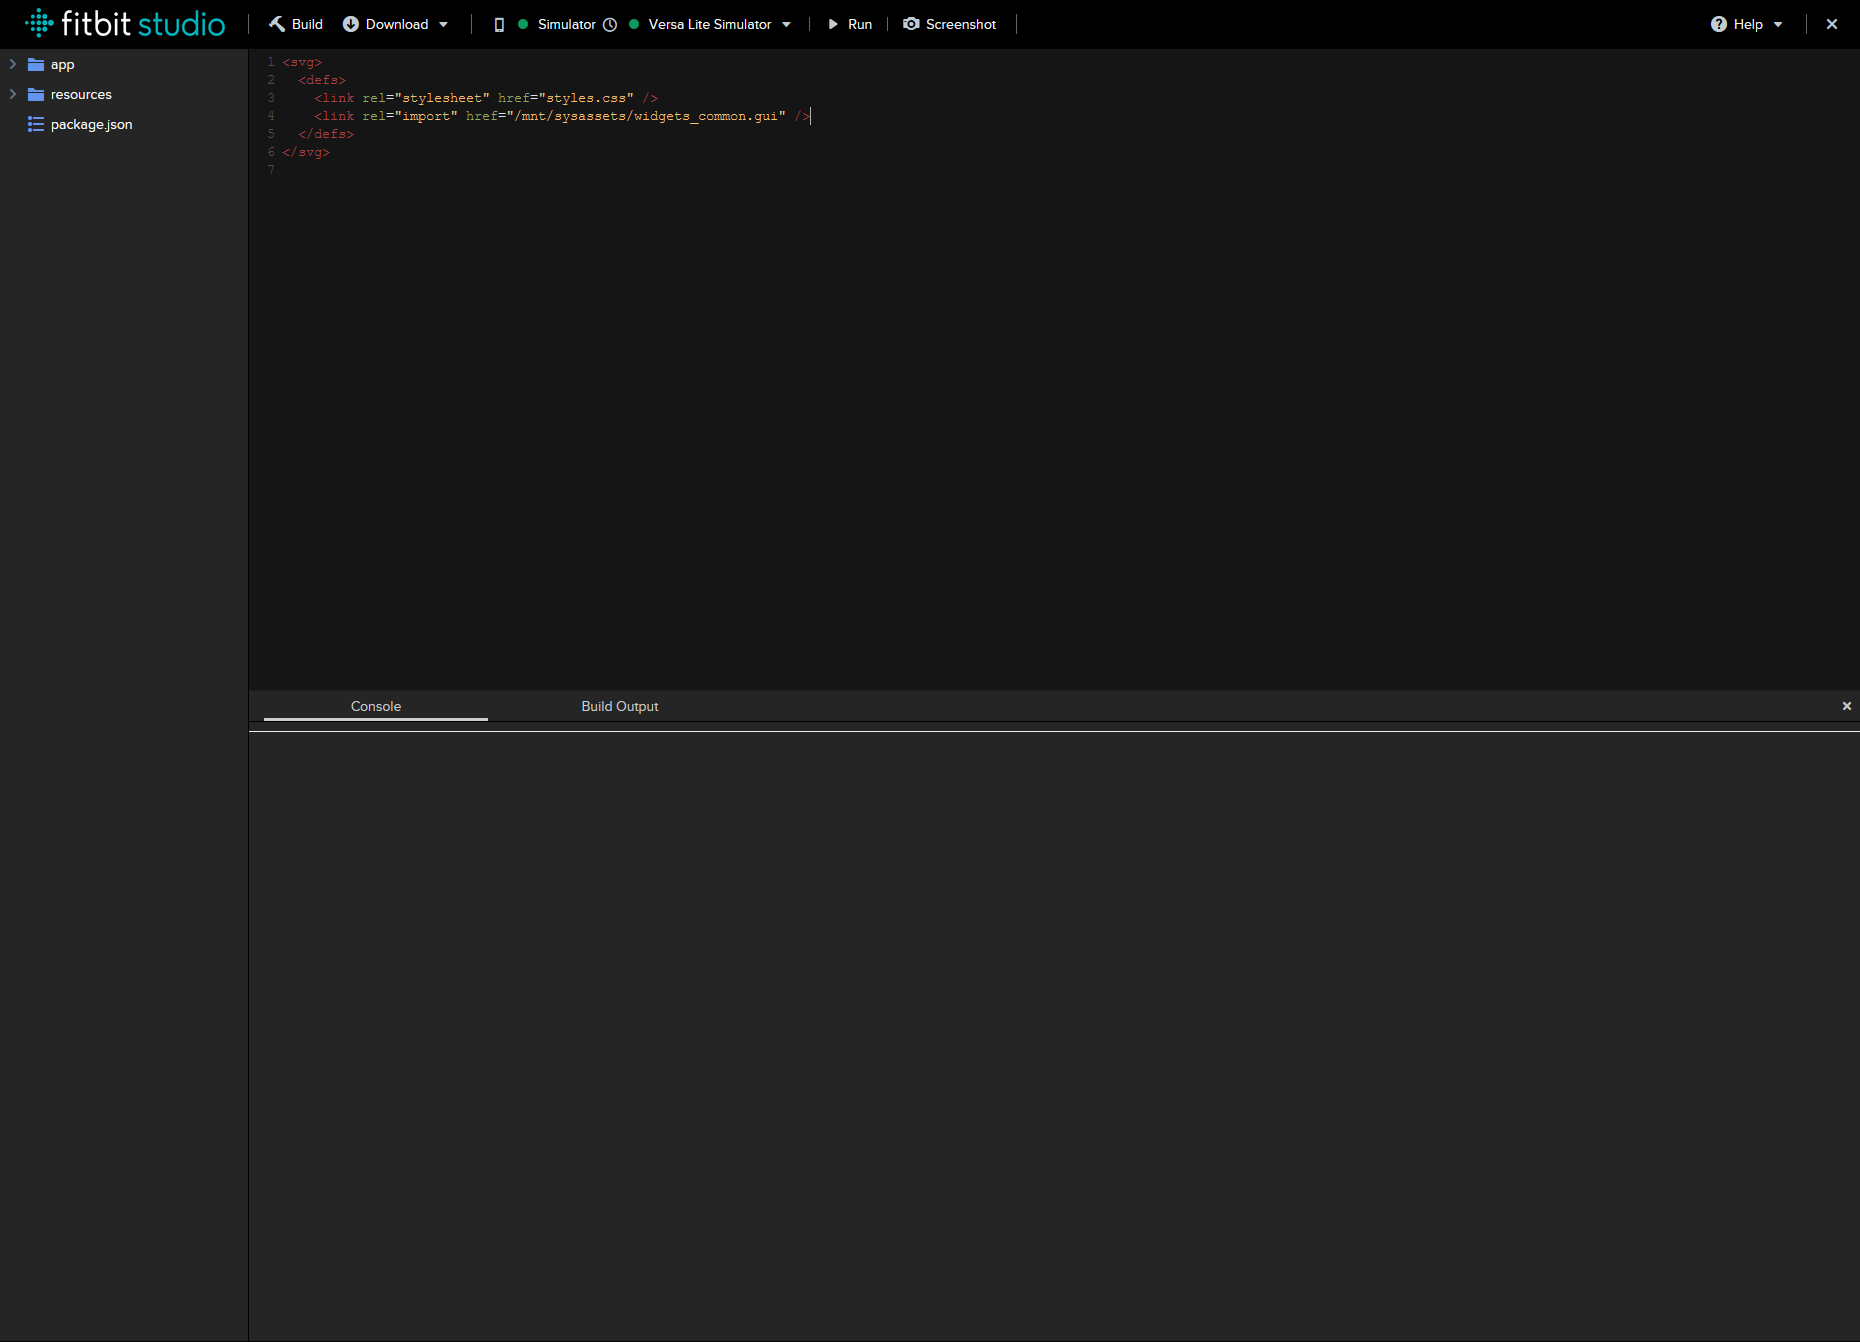 fitbit studio Build Download Simulator Versa Lite Simulator Run Screenshot Help
app
resources
package.json
1 <svg>
2   <defs>
3     <link rel="stylesheet" href="styles.css" />
4     <link rel="import" href="/mnt/sysassets/widgets_common.gui" />
5   </defs>
6 </svg>
7
Console Build Output